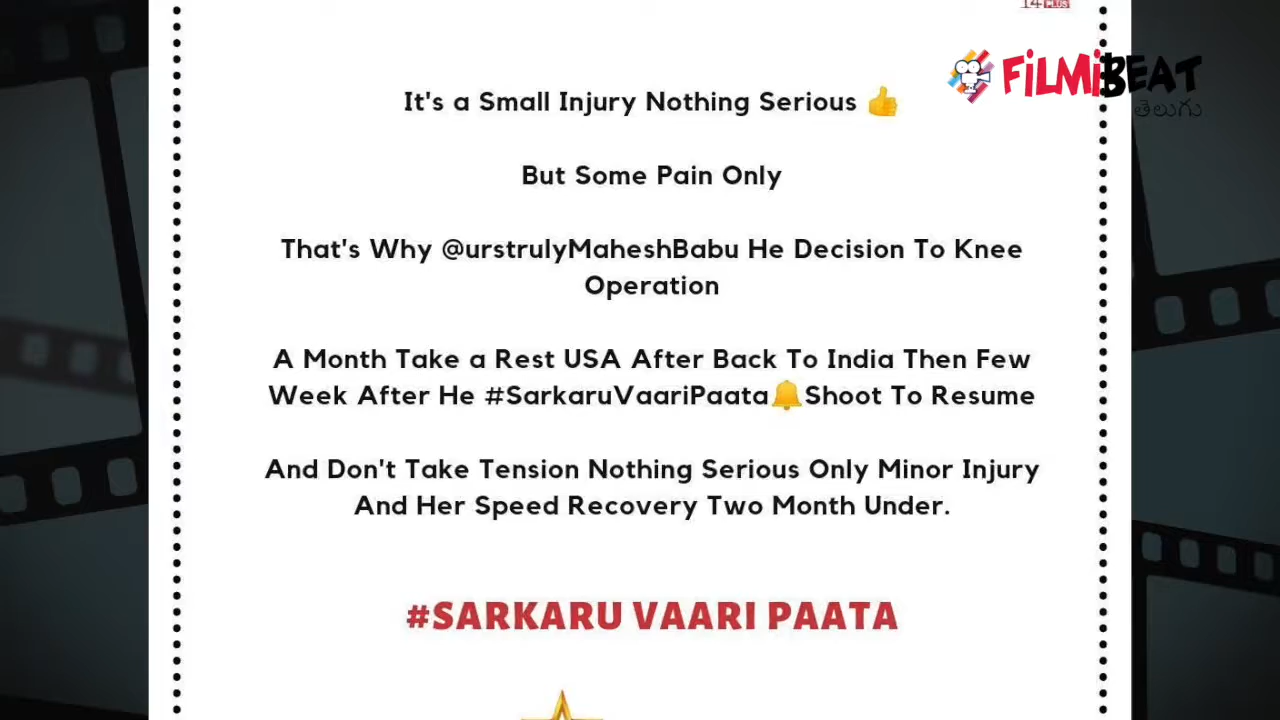 14 PLUS
FiLMiBEAT
తెలుగు
It's a Small Injury Nothing Serious 👍
But Some Pain Only
That's Why @urstrulyMaheshBabu He Decision To Knee
Operation
A Month Take a Rest USA After Back To India Then Few
Week After He #SarkaruVaariPaata🔔Shoot To Resume
And Don't Take Tension Nothing Serious Only Minor Injury
And Her Speed Recovery Two Month Under.
#SARKARU VAARI PAATA